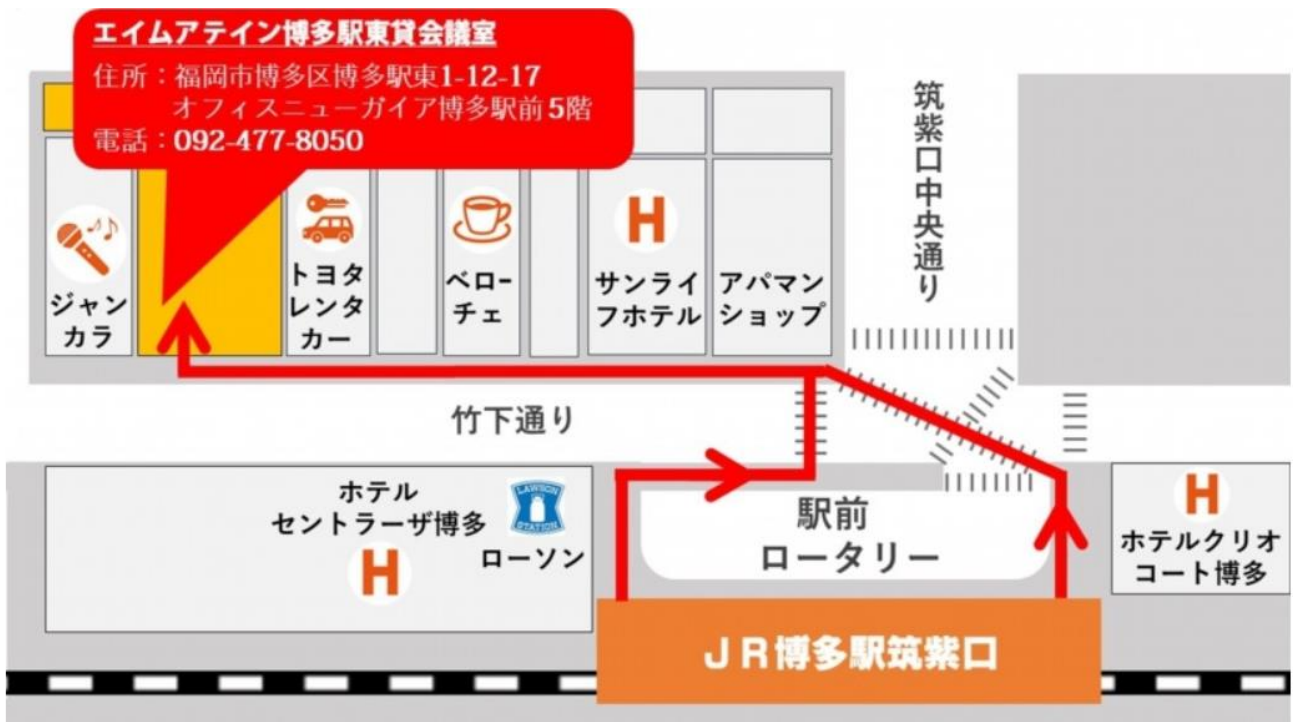 エイムアテイン博多駅東貸会議室
住所：福岡市博多区博多駅東1-12-17
オフィスニューガイア博多駅前5階
電話：092-477-8050
筑紫口中央通り
ジャン
カラ
トヨタ
レンタ
カー
ベロー
チェ
H
サンライ
フホテル
アパマン
ショップ
竹下通り
ホテル
セントラーザ博多
H
LAWSON
STATION
ローソン
駅前
ロータリー
H
ホテルクリオ
コート博多
JR博多駅筑紫口